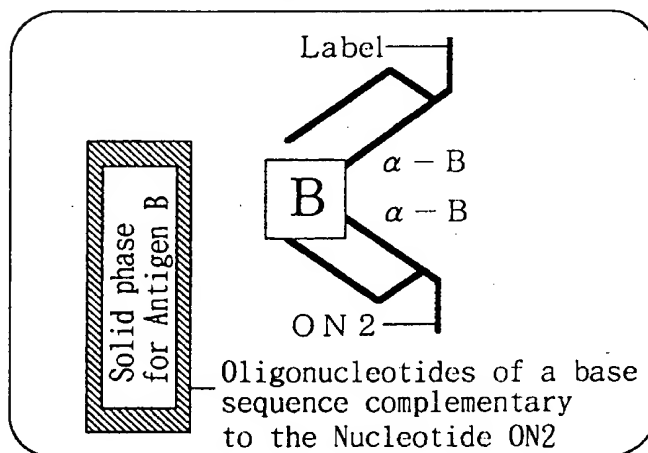 Label
α－B
B
α－B
Solid phase
for Antigen B
ON2
Oligonucleotides of a base
sequence complementary
to the Nucleotide ON2